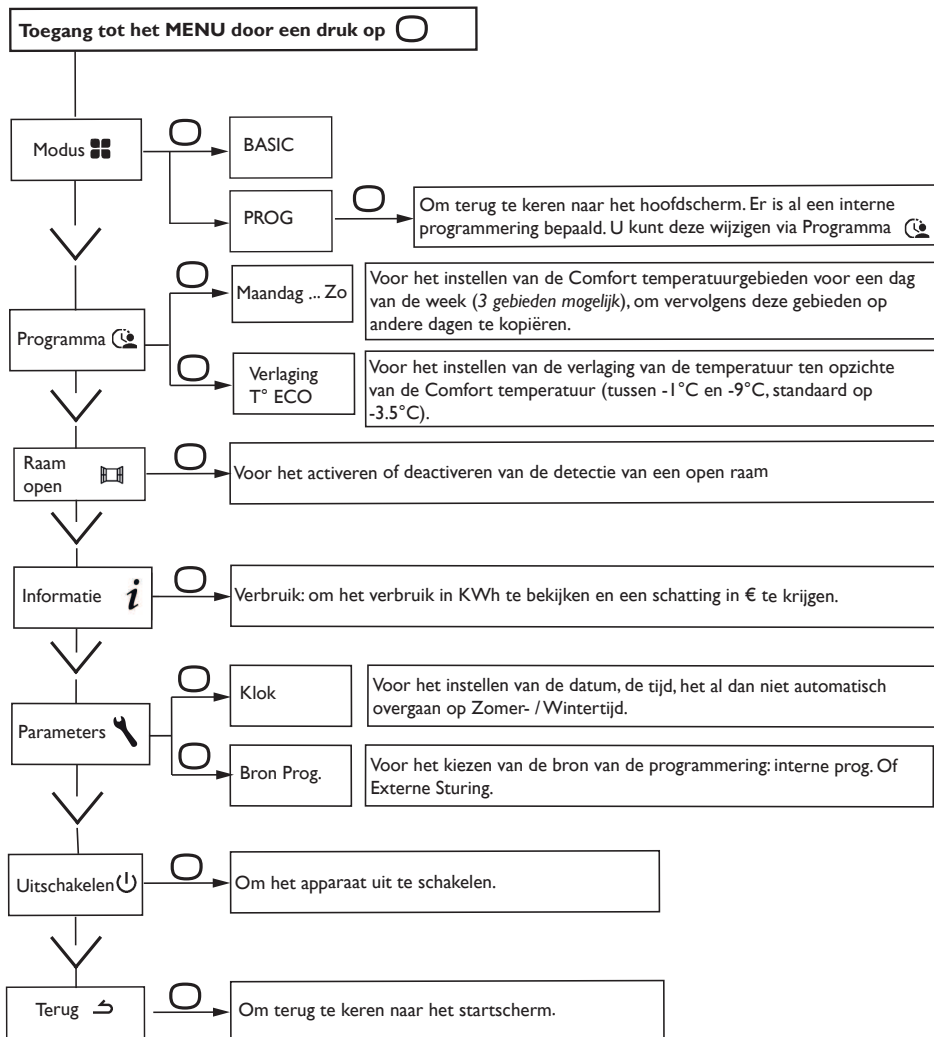 Toegang tot het MENU door een druk op
Modus
BASIC
PROG
Om terug te keren naar het hoofdscherm. Er is al een interne
programmering bepaald. U kunt deze wijzigen via Programma
Programma
Maandag ... Zo
Voor het instellen van de Comfort temperatuurgebieden voor een dag
van de week (3 gebieden mogelijk), om vervolgens deze gebieden op
andere dagen te kopiëren.
Verlaging
T° ECO
Voor het instellen van de verlaging van de temperatuur ten opzichte
van de Comfort temperatuur (tussen -1°C en -9°C, standaard op
-3.5°C).
Raam
open
Voor het activeren of deactiveren van de detectie van een open raam
Informatie i
Verbruik: om het verbruik in KWh te bekijken en een schatting in € te krijgen.
Parameters
Klok
Voor het instellen van de datum, de tijd, het al dan niet automatisch
overgaan op Zomer- / Wintertijd.
Bron Prog.
Voor het kiezen van de bron van de programmering: interne prog. Of
Externe Sturing.
Uitschakelen
Om het apparaat uit te schakelen.
Terug
Om terug te keren naar het startscherm.